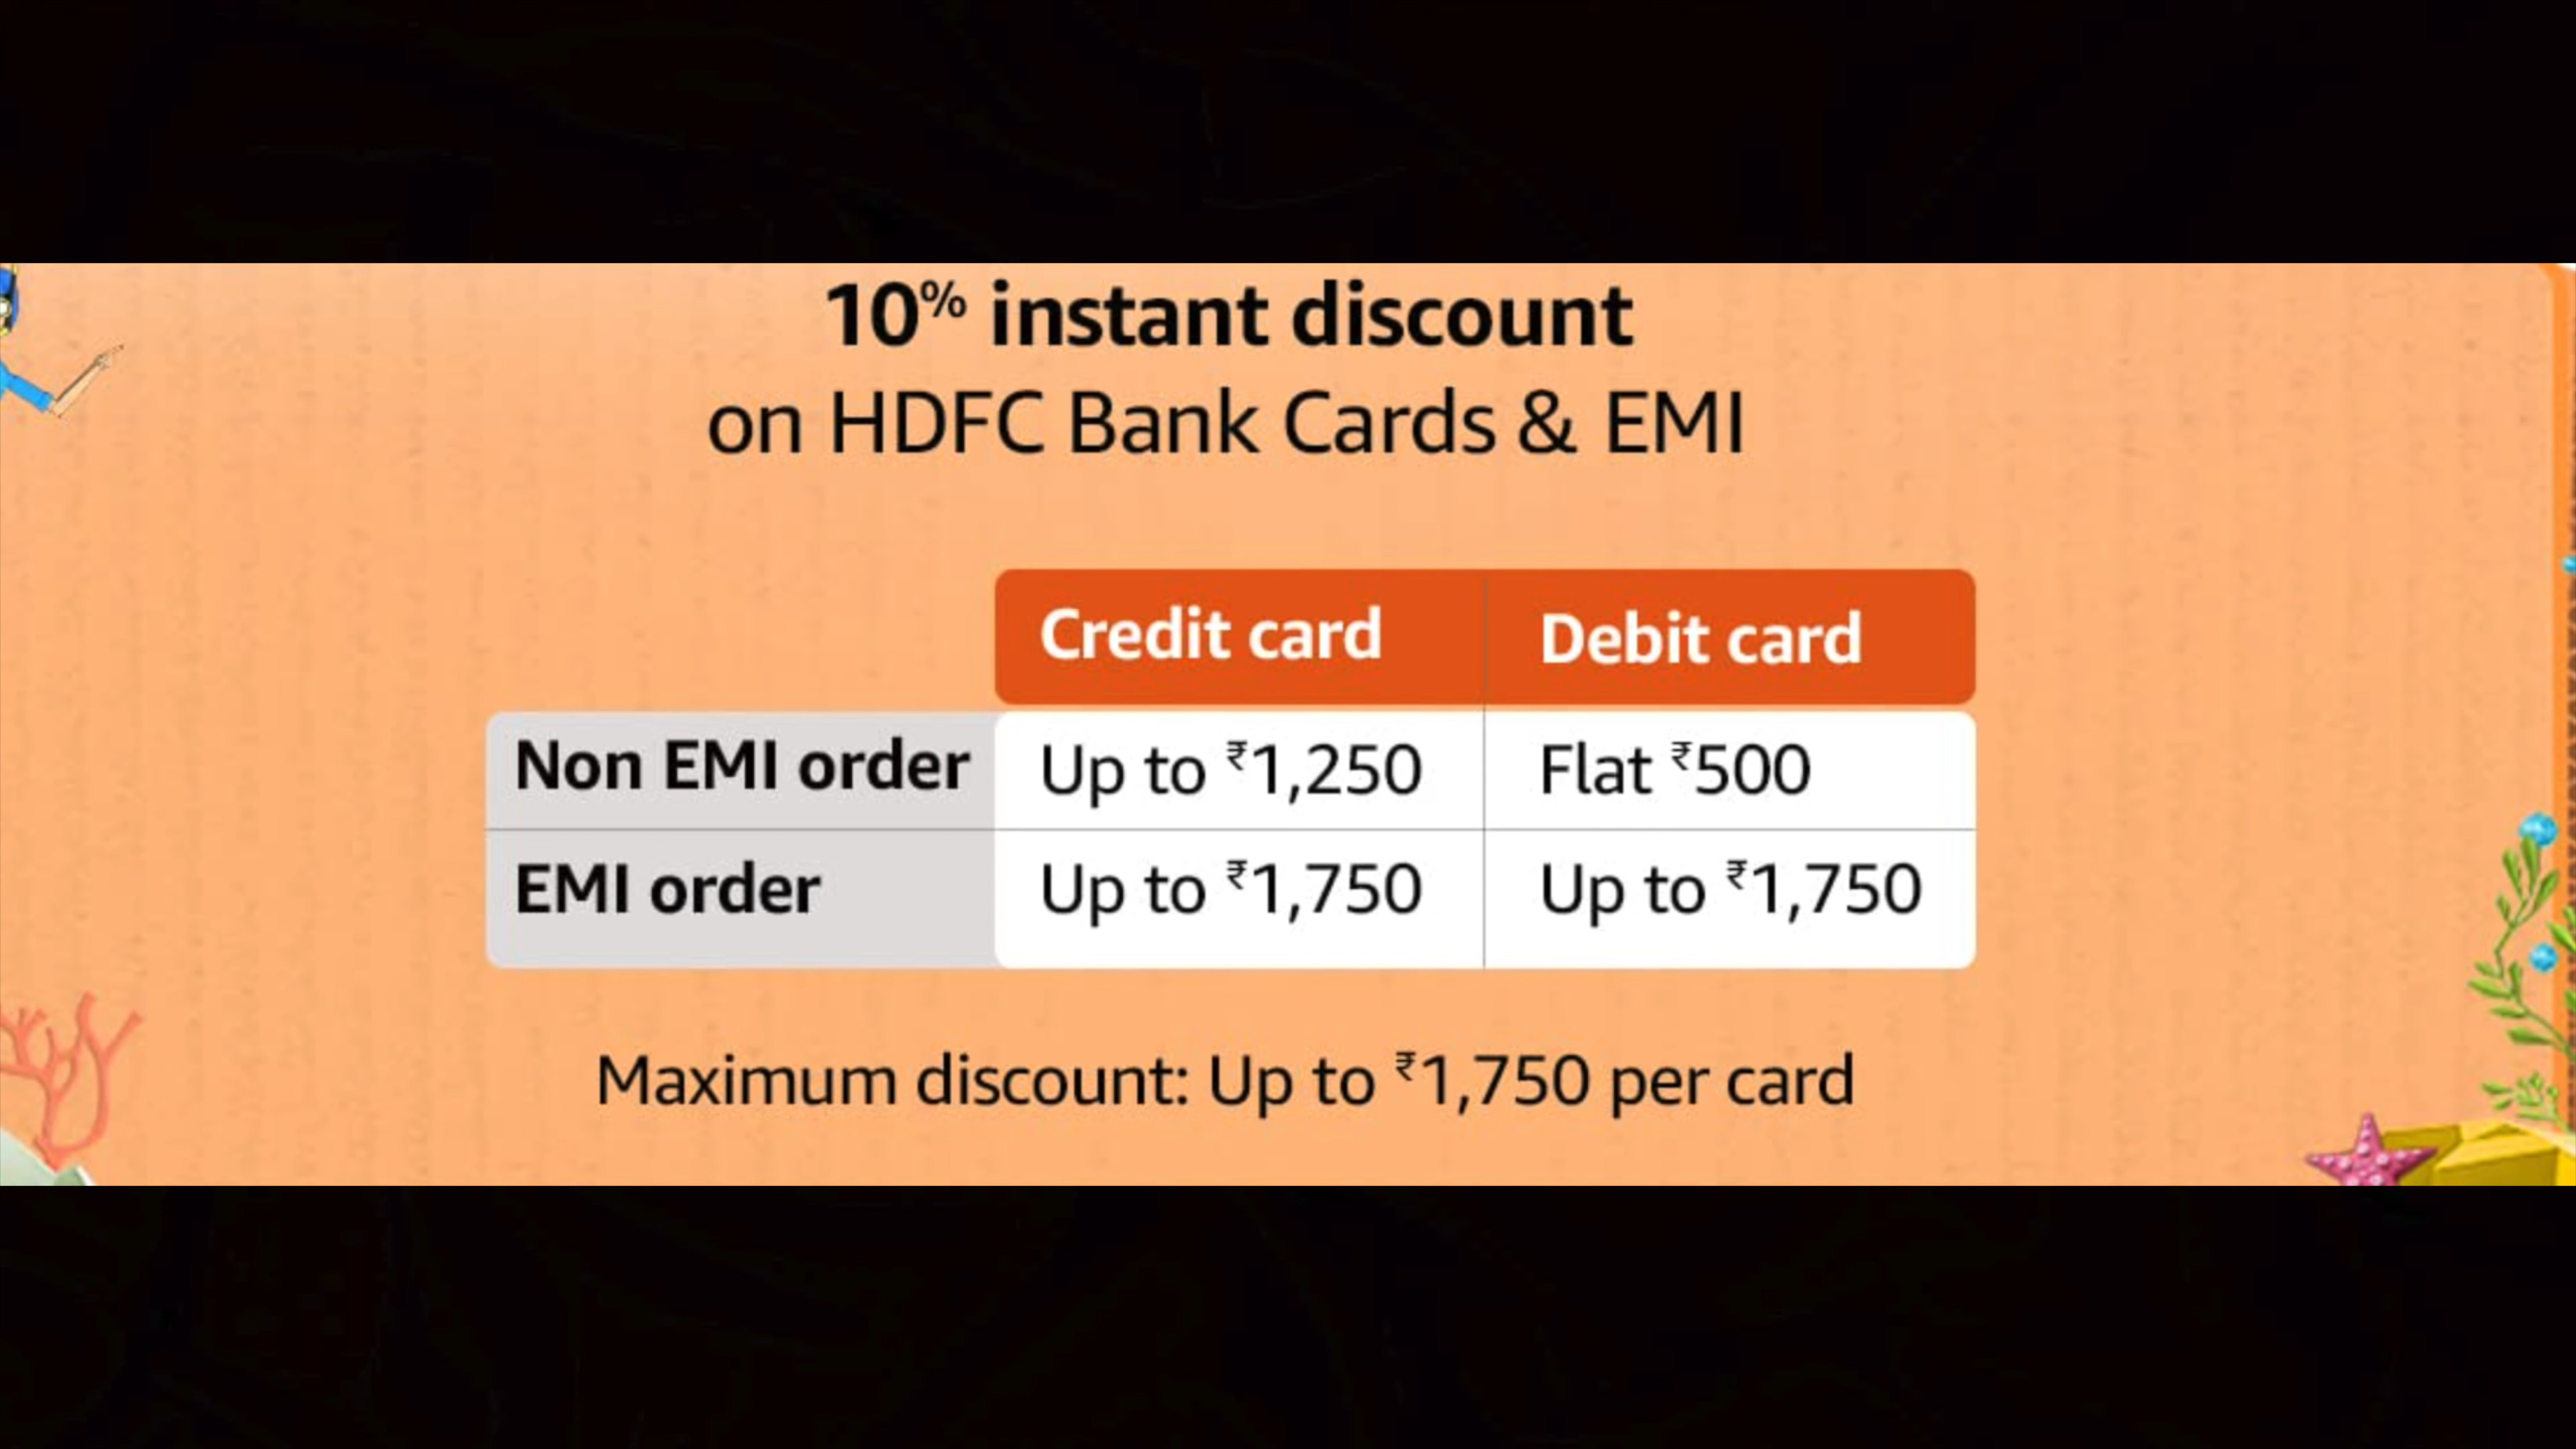 10% instant discount
on HDFC Bank Cards & EMI
Credit card Debit card
Non EMI order Up to ₹1,250 Flat ₹500
EMI order Up to ₹1,750 Up to ₹1,750
Maximum discount: Up to ₹1,750 per card